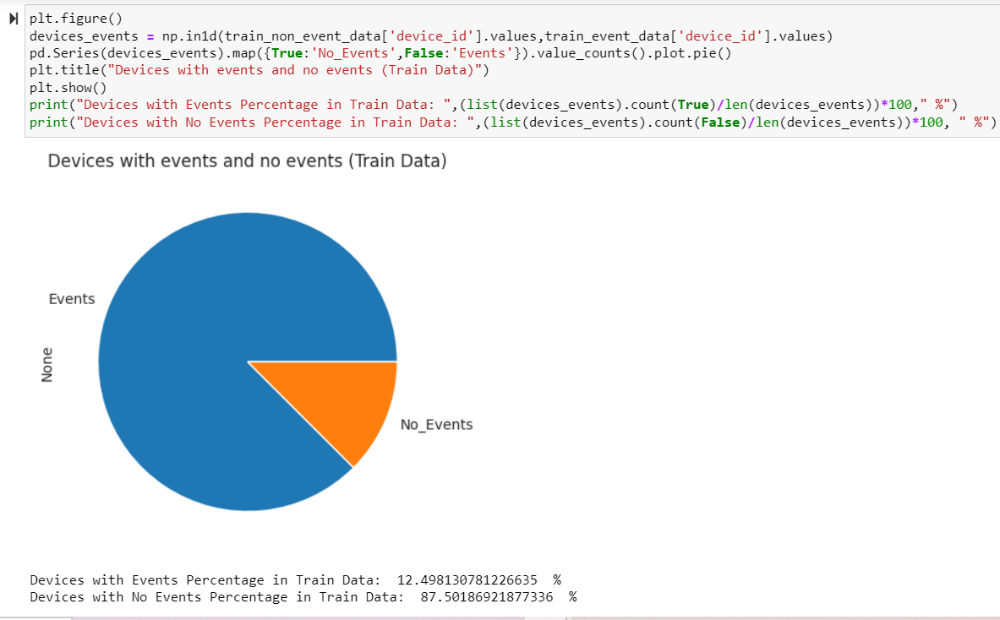 plt.figure()
devices_events = np.in1d(train_non_event_data['device_id'].values,train_event_data['device_id'].values)
pd.Series(devices_events).map({True:'No_Events',False:'Events'}).value_counts().plot.pie()
plt.title("Devices with events and no events (Train Data)")
plt.show()
print("Devices with Events Percentage in Train Data: ",(list(devices_events).count(True)/len(devices_events))*100," %")
print("Devices with No Events Percentage in Train Data: ",(list(devices_events).count(False)/len(devices_events))*100, " %")
Devices with events and no events (Train Data)
Events
None
No_Events
Devices with Events Percentage in Train Data:  12.498130781226635  %
Devices with No Events Percentage in Train Data:  87.50186921877336  %